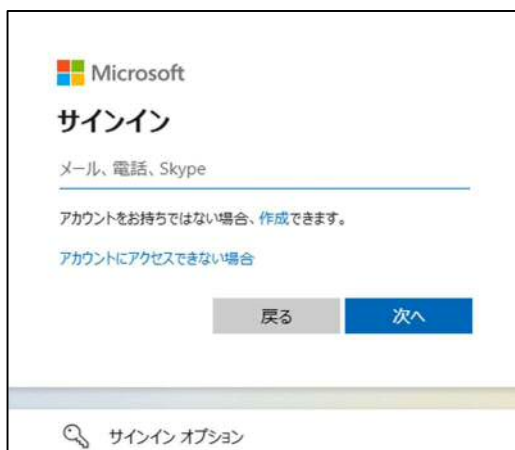 Microsoft
サインイン
メール、電話、Skype
アカウントをお持ちではない場合、作成できます。
アカウントにアクセスできない場合
戻る 次へ
サインイン オプション